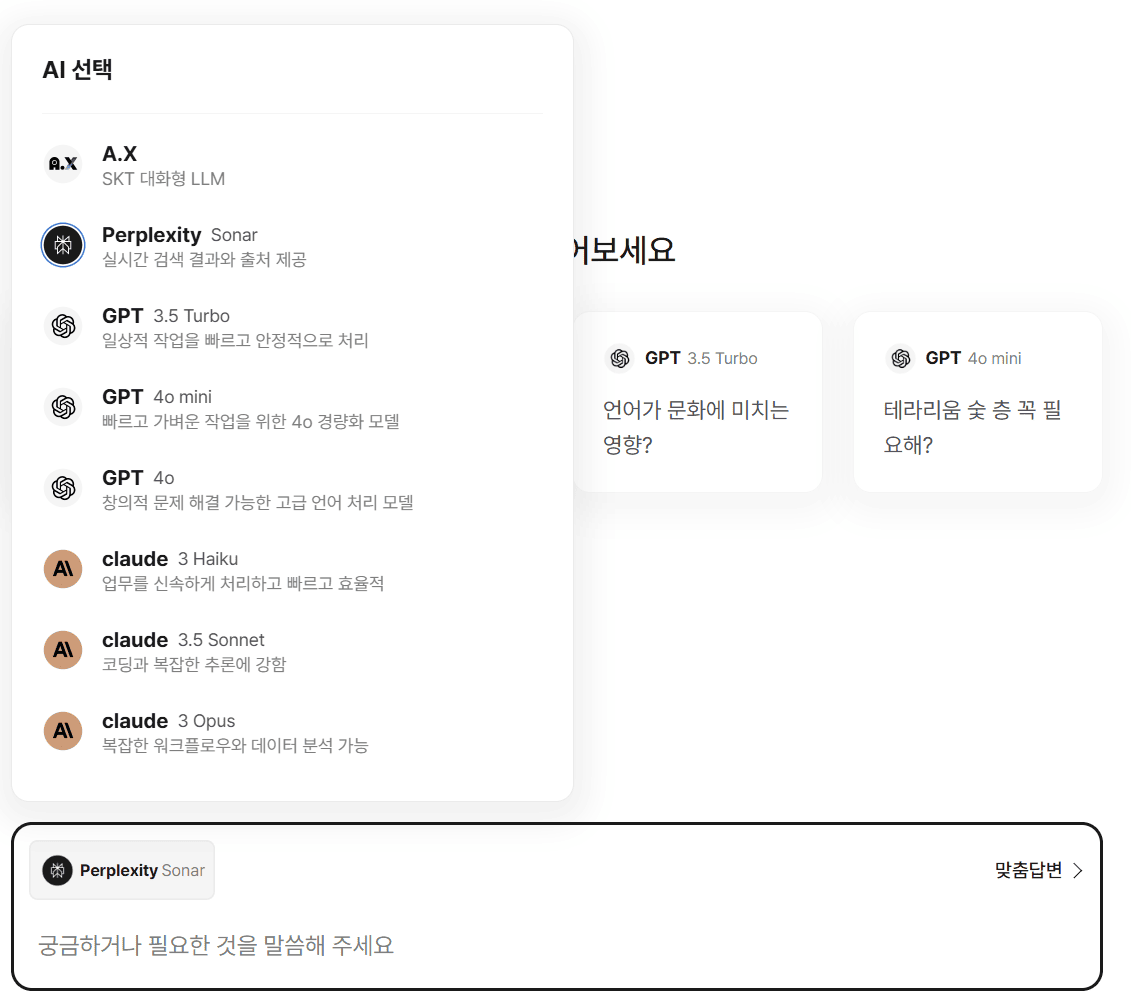 AI 선택
A.X
A.X
SKT 대화형 LLM
Perplexity Sonar
실시간 검색 결과와 출처 제공
GPT 3.5 Turbo
일상적 작업을 빠르고 안정적으로 처리
GPT 4o mini
빠르고 가벼운 작업을 위한 4o 경량화 모델
GPT 4o
창의적 문제 해결 가능한 고급 언어 처리 모델
claude 3 Haiku
업무를 신속하게 처리하고 빠르고 효율적
claude 3.5 Sonnet
코딩과 복잡한 추론에 강함
claude 3 Opus
복잡한 워크플로우와 데이터 분석 가능
어보세요
GPT 3.5 Turbo
언어가 문화에 미치는
영향?
GPT 4o mini
테라리움 숯 층 꼭 필
요해?
Perplexity Sonar
맞춤답변
궁금하거나 필요한 것을 말씀해 주세요